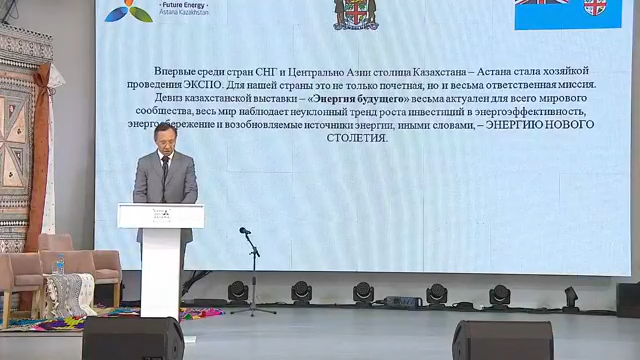 Future Energy
Astana Kazakhstan
Впервые среди стран СНГ и Центрально Азии столица Казахстана – Астана стала хозяйкой
проведения ЭКСПО. Для нашей страны это не только почетная, но и весьма ответственная миссия.
Девиз казахстанской выставки – «Энергия будущего» весьма актуален для всего мирового
сообщества, весь мир наблюдает неуклонный тренд роста инвестиций в энергоэффективность,
энергосбережение и возобновляемые источники энергии, иными словами, – ЭНЕРГИЮ НОВОГО
СТОЛЕТИЯ.